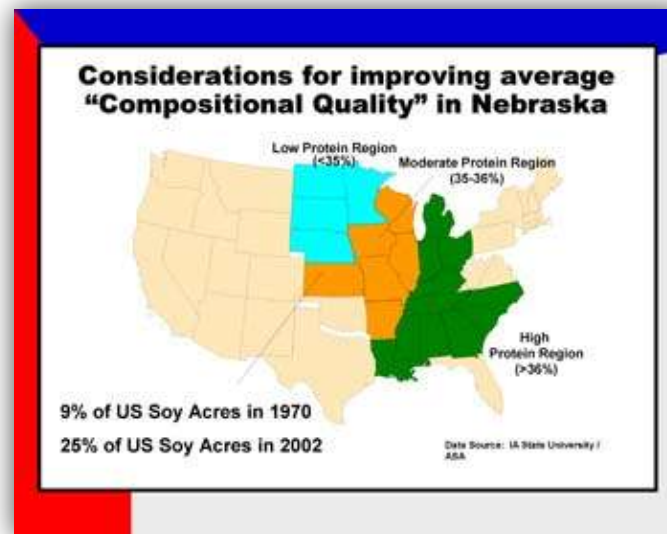 Considerations for improving average
“Compositional Quality” in Nebraska
Low Protein Region
(<35%)
Moderate Protein Region
(35-36%)
High
Protein Region
(>36%)
9% of US Soy Acres in 1970
25% of US Soy Acres in 2002
Data Source: IA State University /
ASA